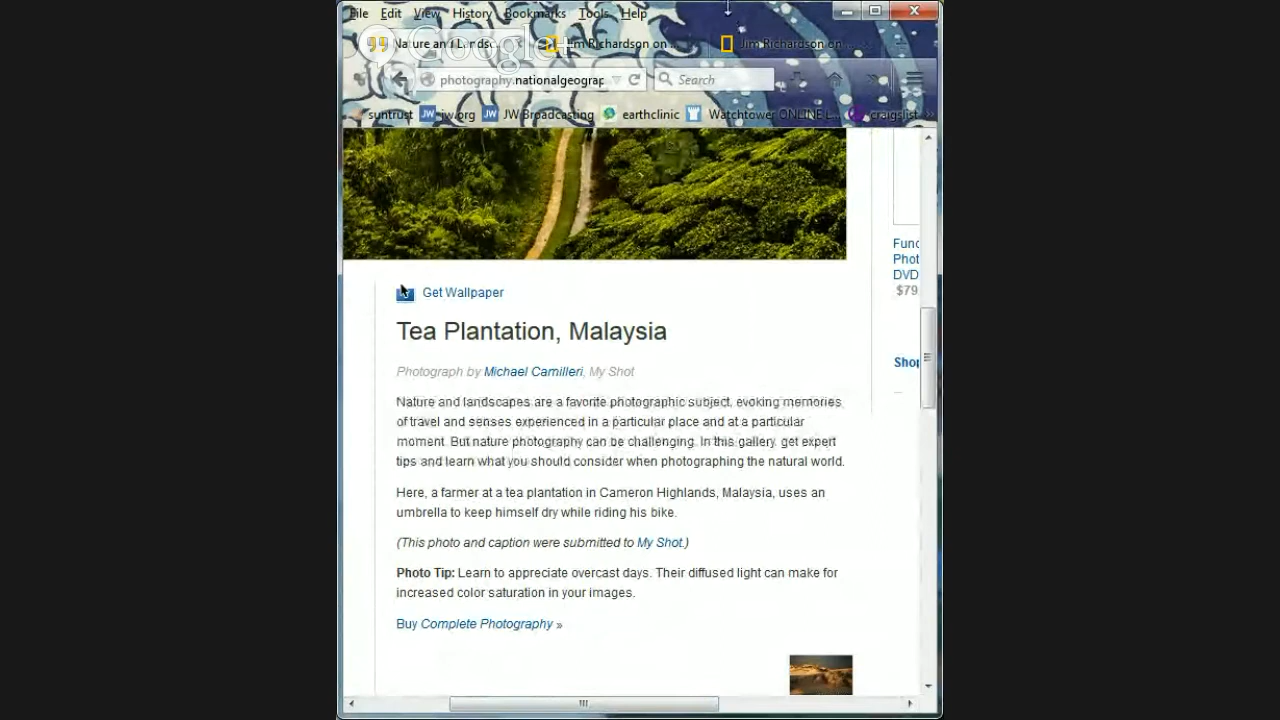 File Edit View History Bookmarks Tools Help
Google+
Nature and Landsc... Jim Richardson on ... Jim Richardson on ...
photography.nationalgeograp Search
suntrust jw.org JW Broadcasting earthclinic Watchtower ONLINE L... craigslist »
Func
Phot
DVD
$79.
Shop
Get Wallpaper
Tea Plantation, Malaysia
Photograph by Michael Camilleri, My Shot
Nature and landscapes are a favorite photographic subject, evoking memories
of travel and senses experienced in a particular place and at a particular
moment. But nature photography can be challenging. In this gallery, get expert
tips and learn what you should consider when photographing the natural world.
Here, a farmer at a tea plantation in Cameron Highlands, Malaysia, uses an
umbrella to keep himself dry while riding his bike.
(This photo and caption were submitted to My Shot.)
Photo Tip: Learn to appreciate overcast days. Their diffused light can make for
increased color saturation in your images.
Buy Complete Photography »